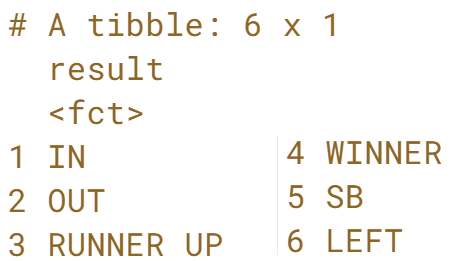 # A tibble: 6 x 1
result
<fct>
1 IN
2 OUT
3 RUNNER UP
4 WINNER
5 SB
6 LEFT